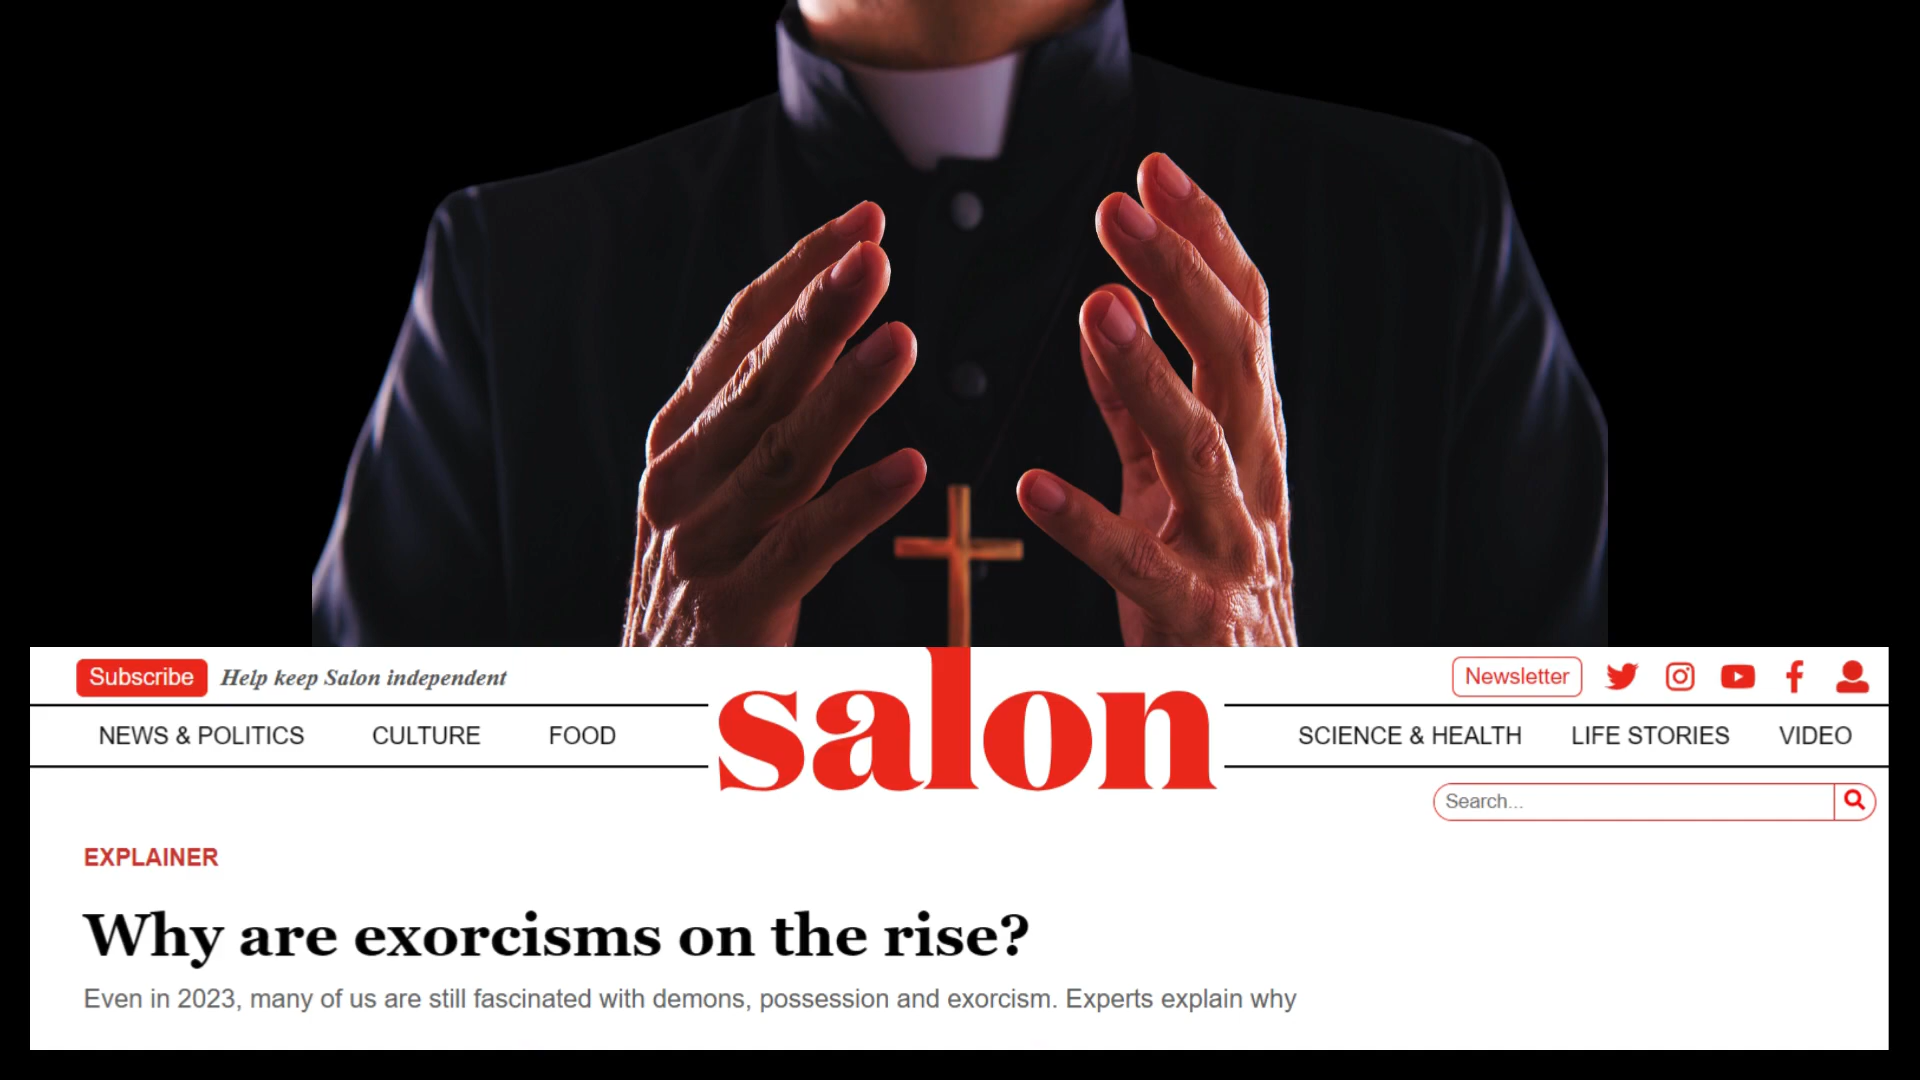 Subscribe Help keep Salon independent
Newsletter
NEWS & POLITICS CULTURE FOOD
salon
SCIENCE & HEALTH LIFE STORIES VIDEO
Search...
EXPLAINER
Why are exorcisms on the rise?
Even in 2023, many of us are still fascinated with demons, possession and exorcism. Experts explain why